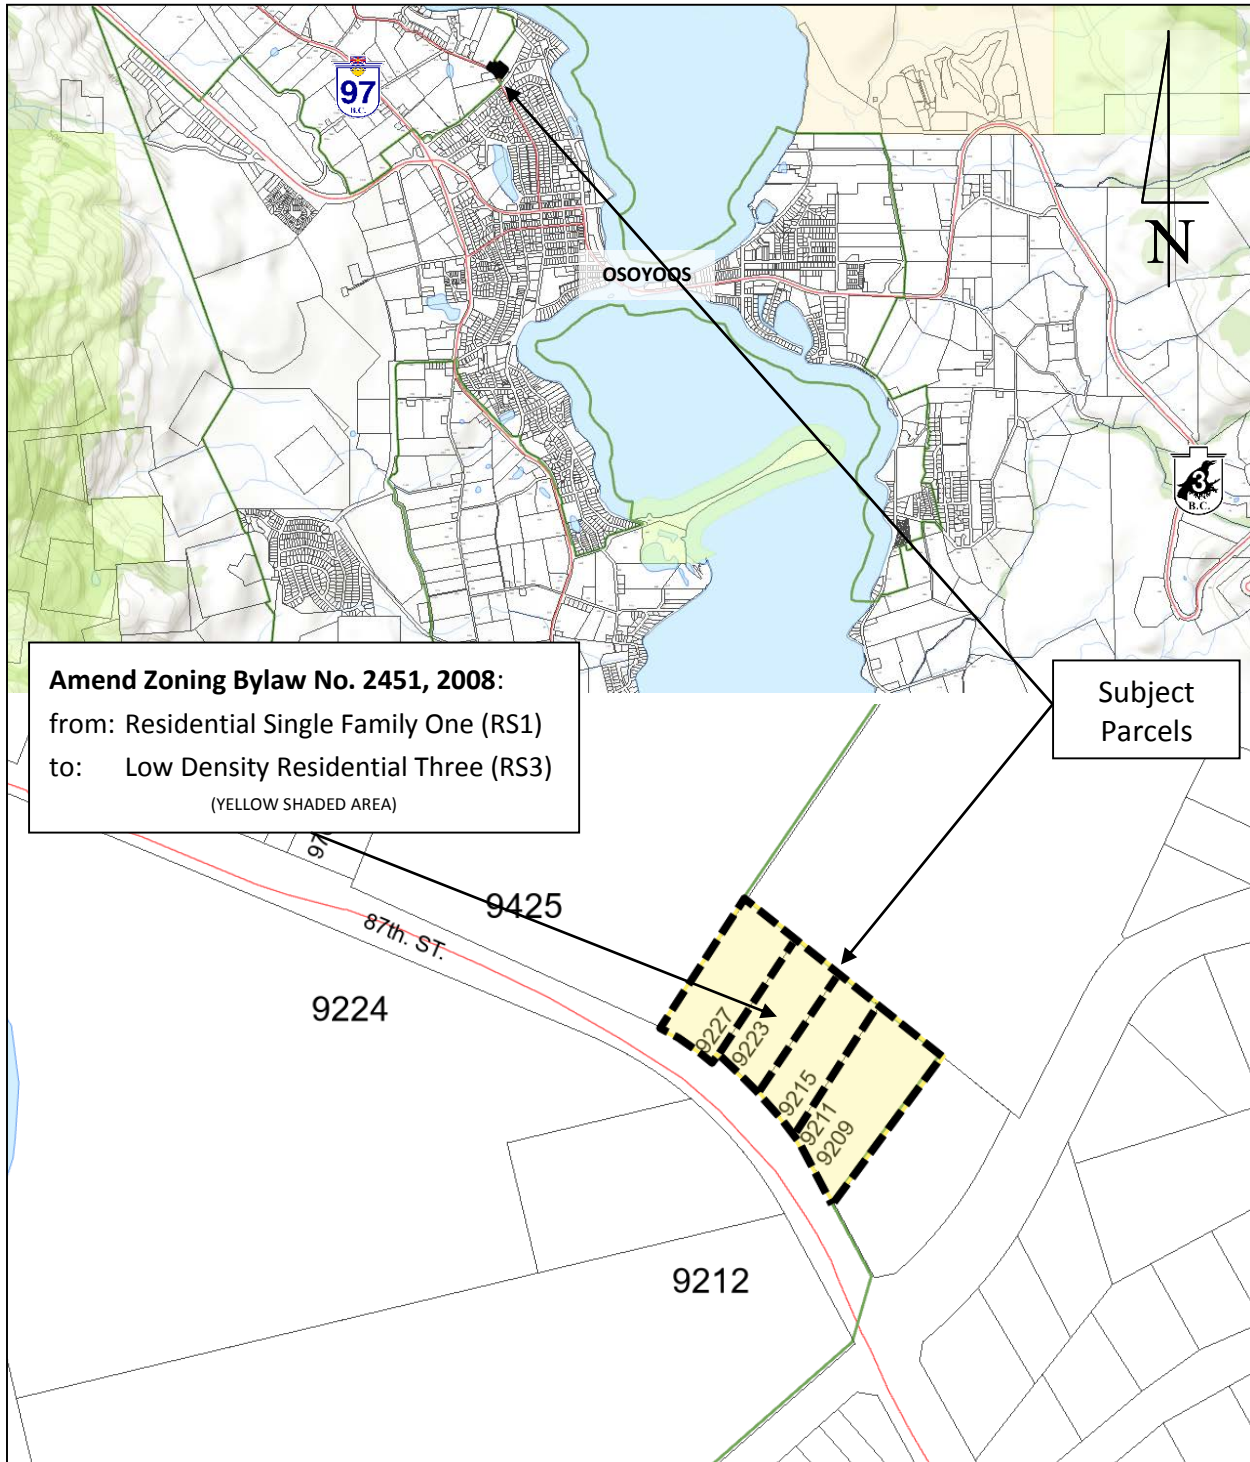 97
B.C.
OSOYOOS
N
3
B.C.
Amend Zoning Bylaw No. 2451, 2008:
from: Residential Single Family One (RS1)
to: Low Density Residential Three (RS3)
(YELLOW SHADED AREA)
Subject
Parcels
9425
87th. ST.
9224
9227
9223
9215
9211
9209
9212